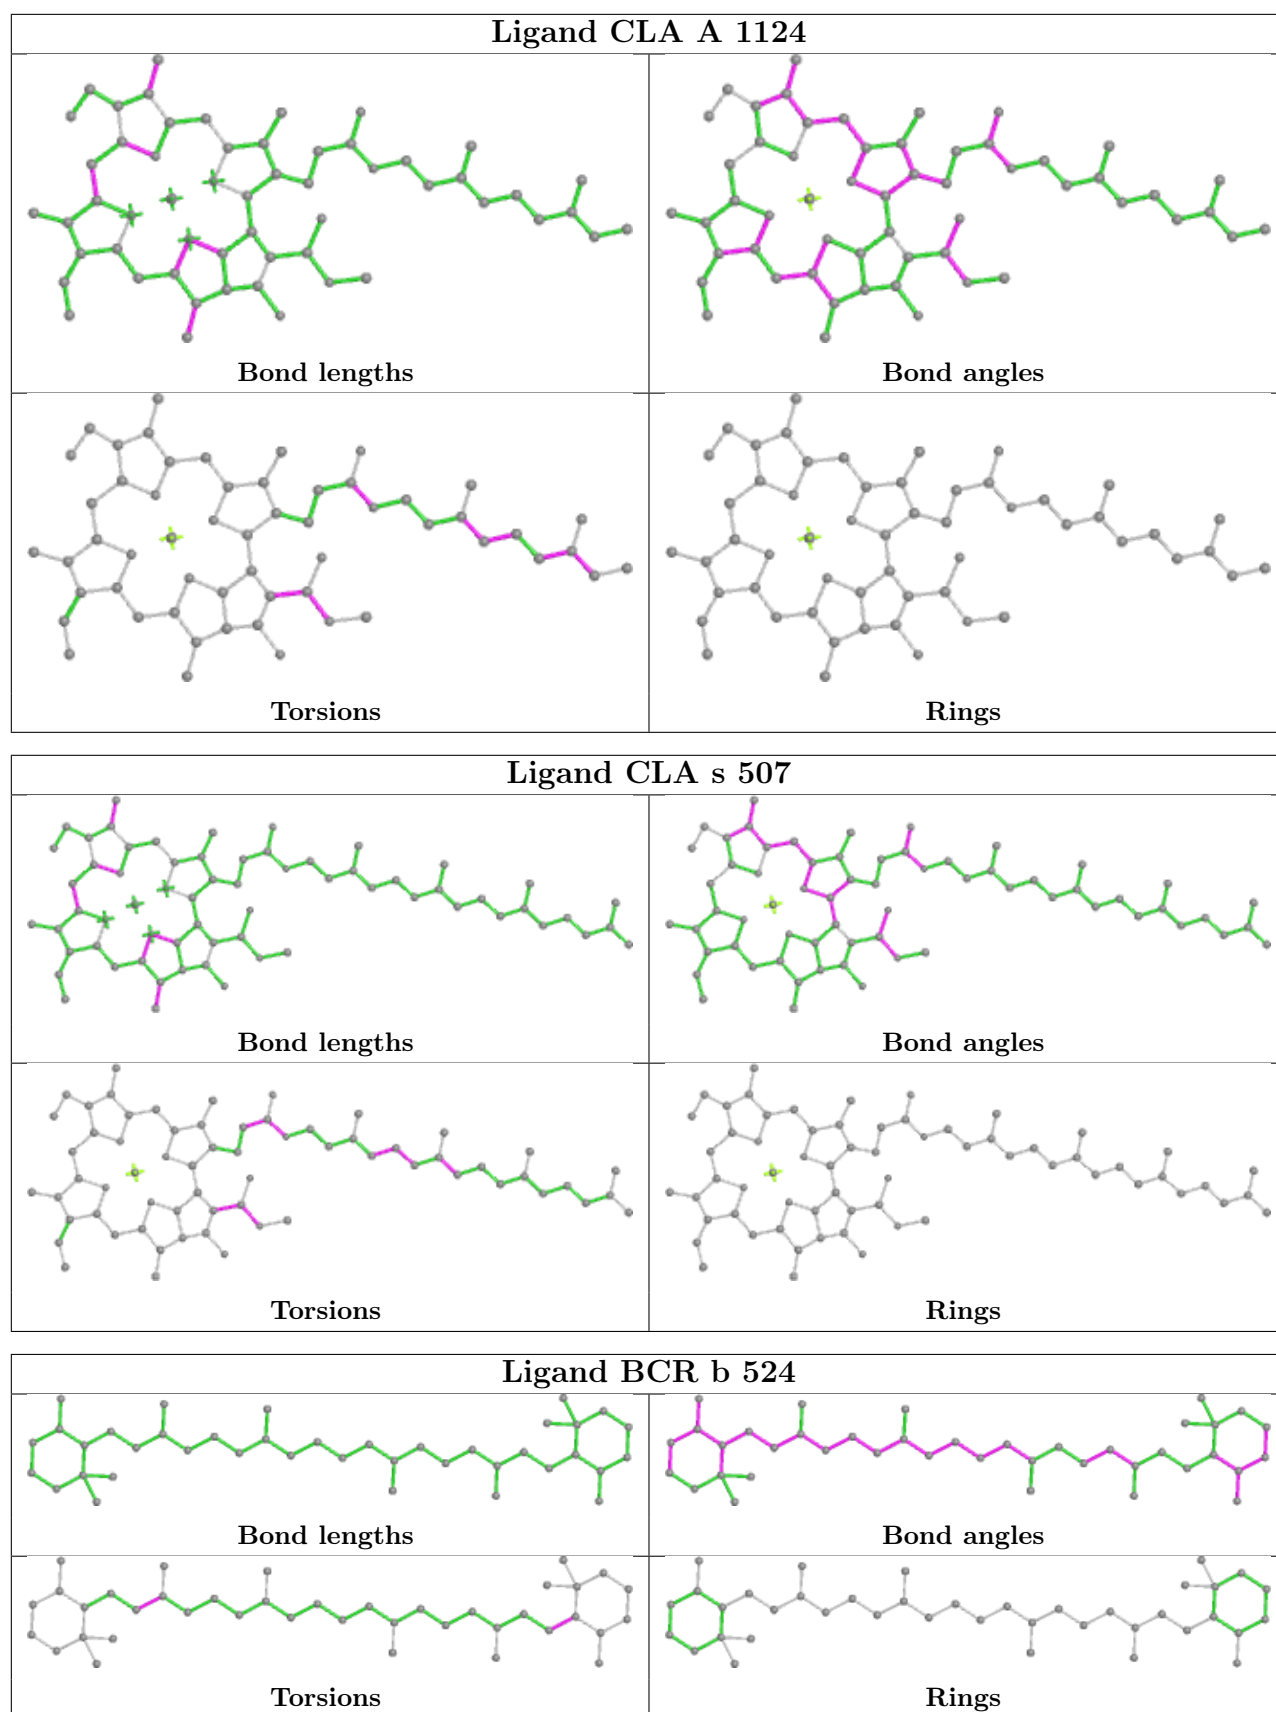 Ligand CLA A 1124
Bond lengths
Bond angles
Torsions
Rings
Ligand CLA s 507
Bond lengths
Bond angles
Torsions
Rings
Ligand BCR b 524
Bond lengths
Bond angles
Torsions
Rings